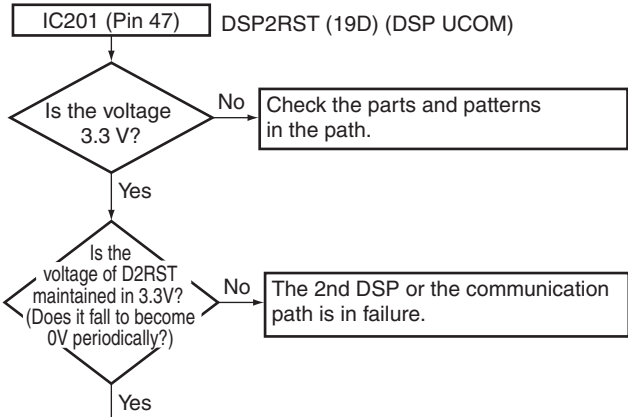 IC201 (Pin 47)
DSP2RST (19D) (DSP UCOM)
Is the voltage
3.3 V?
No
Check the parts and patterns
in the path.
Yes
Is the
voltage of D2RST
maintained in 3.3V?
(Does it fall to become
0V periodically?)
No
The 2nd DSP or the communication
path is in failure.
Yes